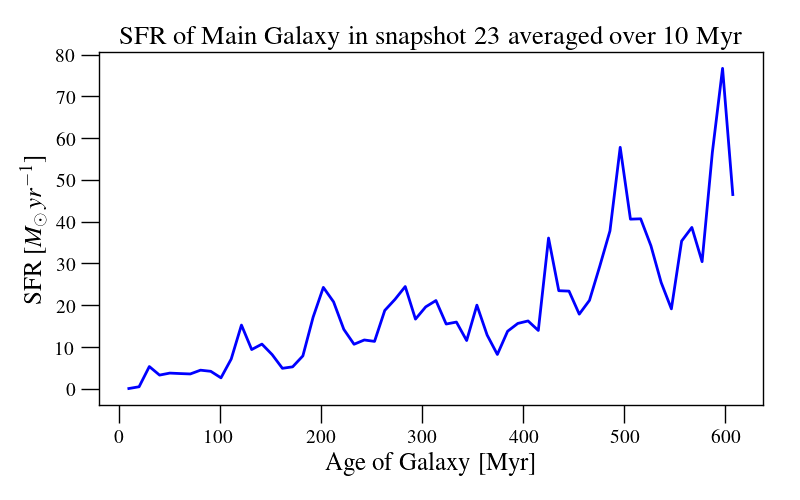 SFR of Main Galaxy in snapshot 23 averaged over 10 Myr
80
70
60
50
40
30
20
10
0
SFR [M⊙ yr⁻¹]
0 100 200 300 400 500 600
Age of Galaxy [Myr]